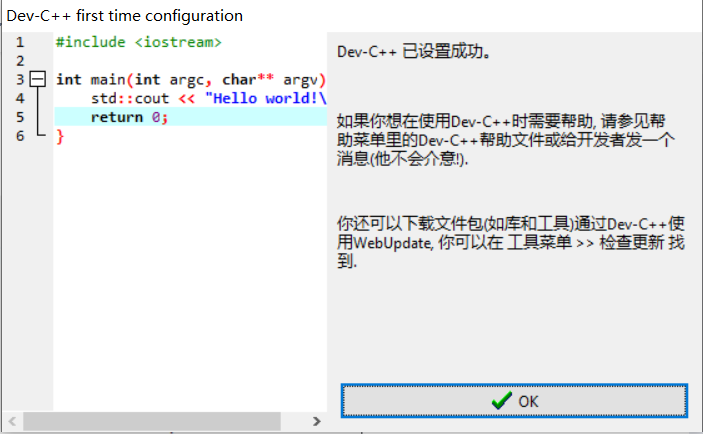 Dev-C++ first time configuration
1 #include <iostream>
2
3 int main(int argc, char** argv)
4 std::cout << "Hello world!\
5 return 0;
6 }
Dev-C++ 已设置成功。
如果你想在使用Dev-C++时需要帮助, 请参见帮
助菜单里的Dev-C++帮助文件或给开发者发一个
消息(他不会介意!).
你还可以下载文件包(如库和工具)通过Dev-C++使
用WebUpdate, 你可以在 工具菜单 >> 检查更新 找
到.
OK